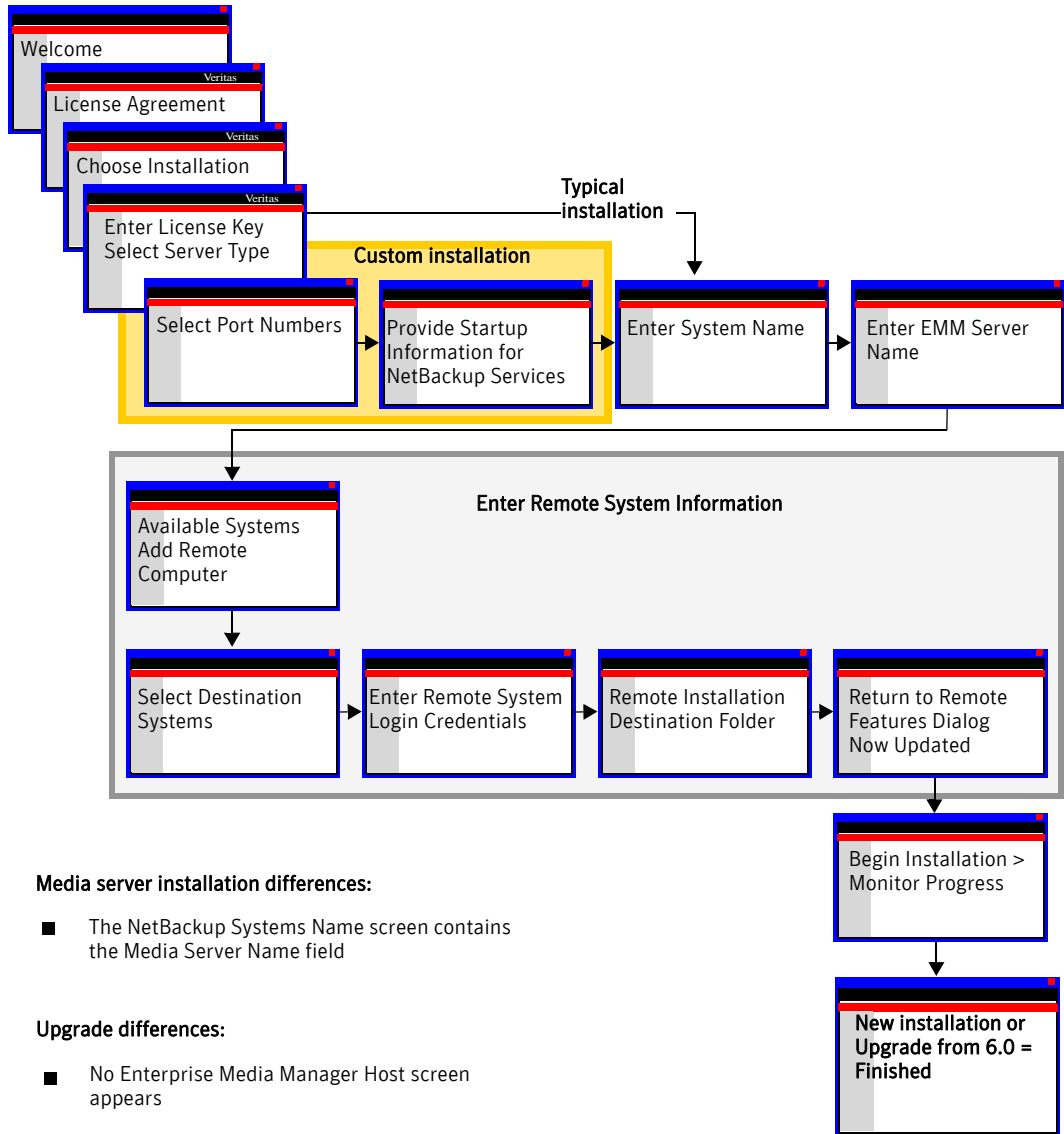 Welcome
Veritas
License Agreement
Veritas
Choose Installation
Veritas
Enter License Key
Select Server Type
Typical
installation
Custom installation
Select Port Numbers
Provide Startup
Information for
NetBackup Services
Enter System Name
Enter EMM Server
Name
Enter Remote System Information
Available Systems
Add Remote
Computer
Select Destination
Systems
Enter Remote System
Login Credentials
Remote Installation
Destination Folder
Return to Remote
Features Dialog
Now Updated
Begin Installation >
Monitor Progress
Media server installation differences:
■ The NetBackup Systems Name screen contains
the Media Server Name field
New installation or
Upgrade from 6.0 =
Finished
Upgrade differences:
■ No Enterprise Media Manager Host screen
appears